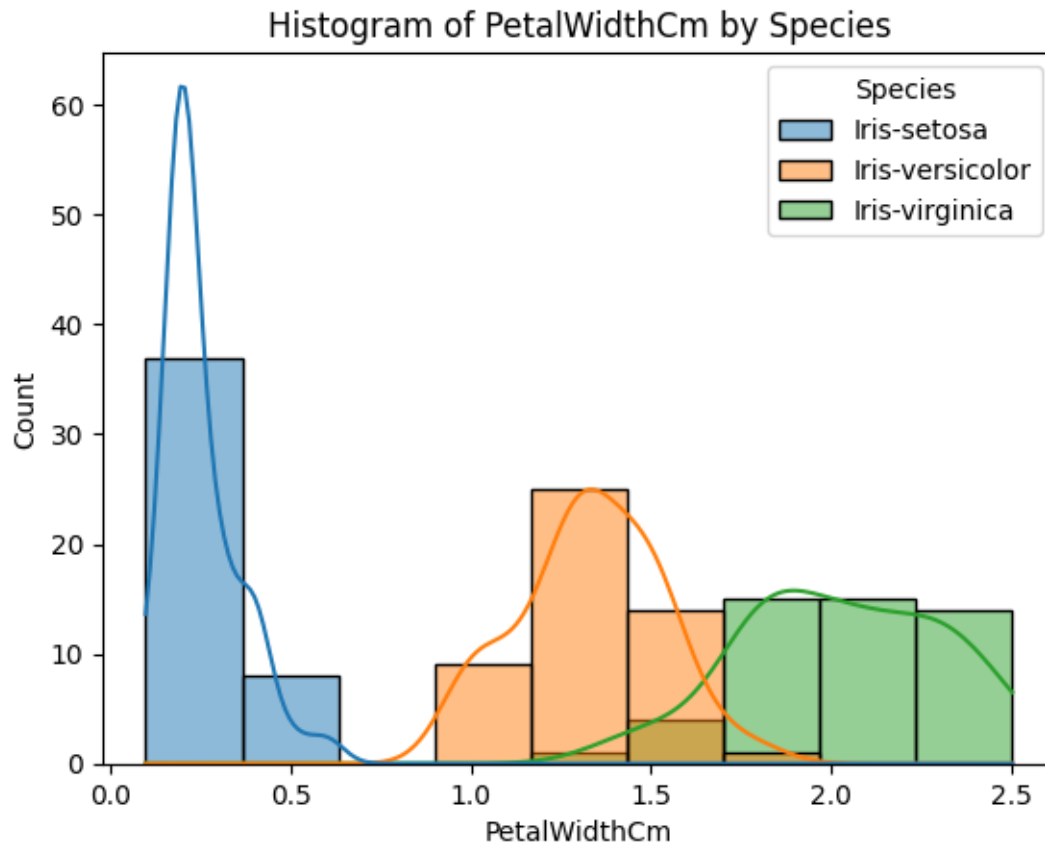 Histogram of PetalWidthCm by Species
Species
Iris-setosa
Iris-versicolor
Iris-virginica
60
50
40
30
20
10
0
Count
0.0 0.5 1.0 1.5 2.0 2.5
PetalWidthCm